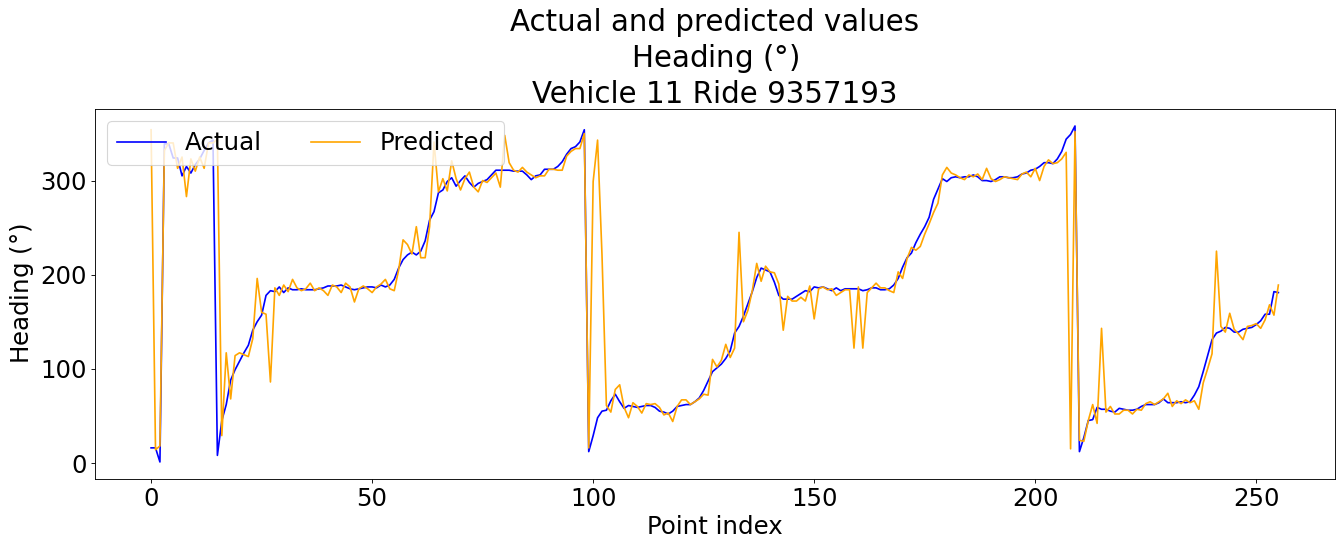 Actual and predicted values
Heading (°)
Vehicle 11 Ride 9357193
Actual
Predicted
Heading (°)
300
200
100
0
0
50
100
150
200
250
Point index